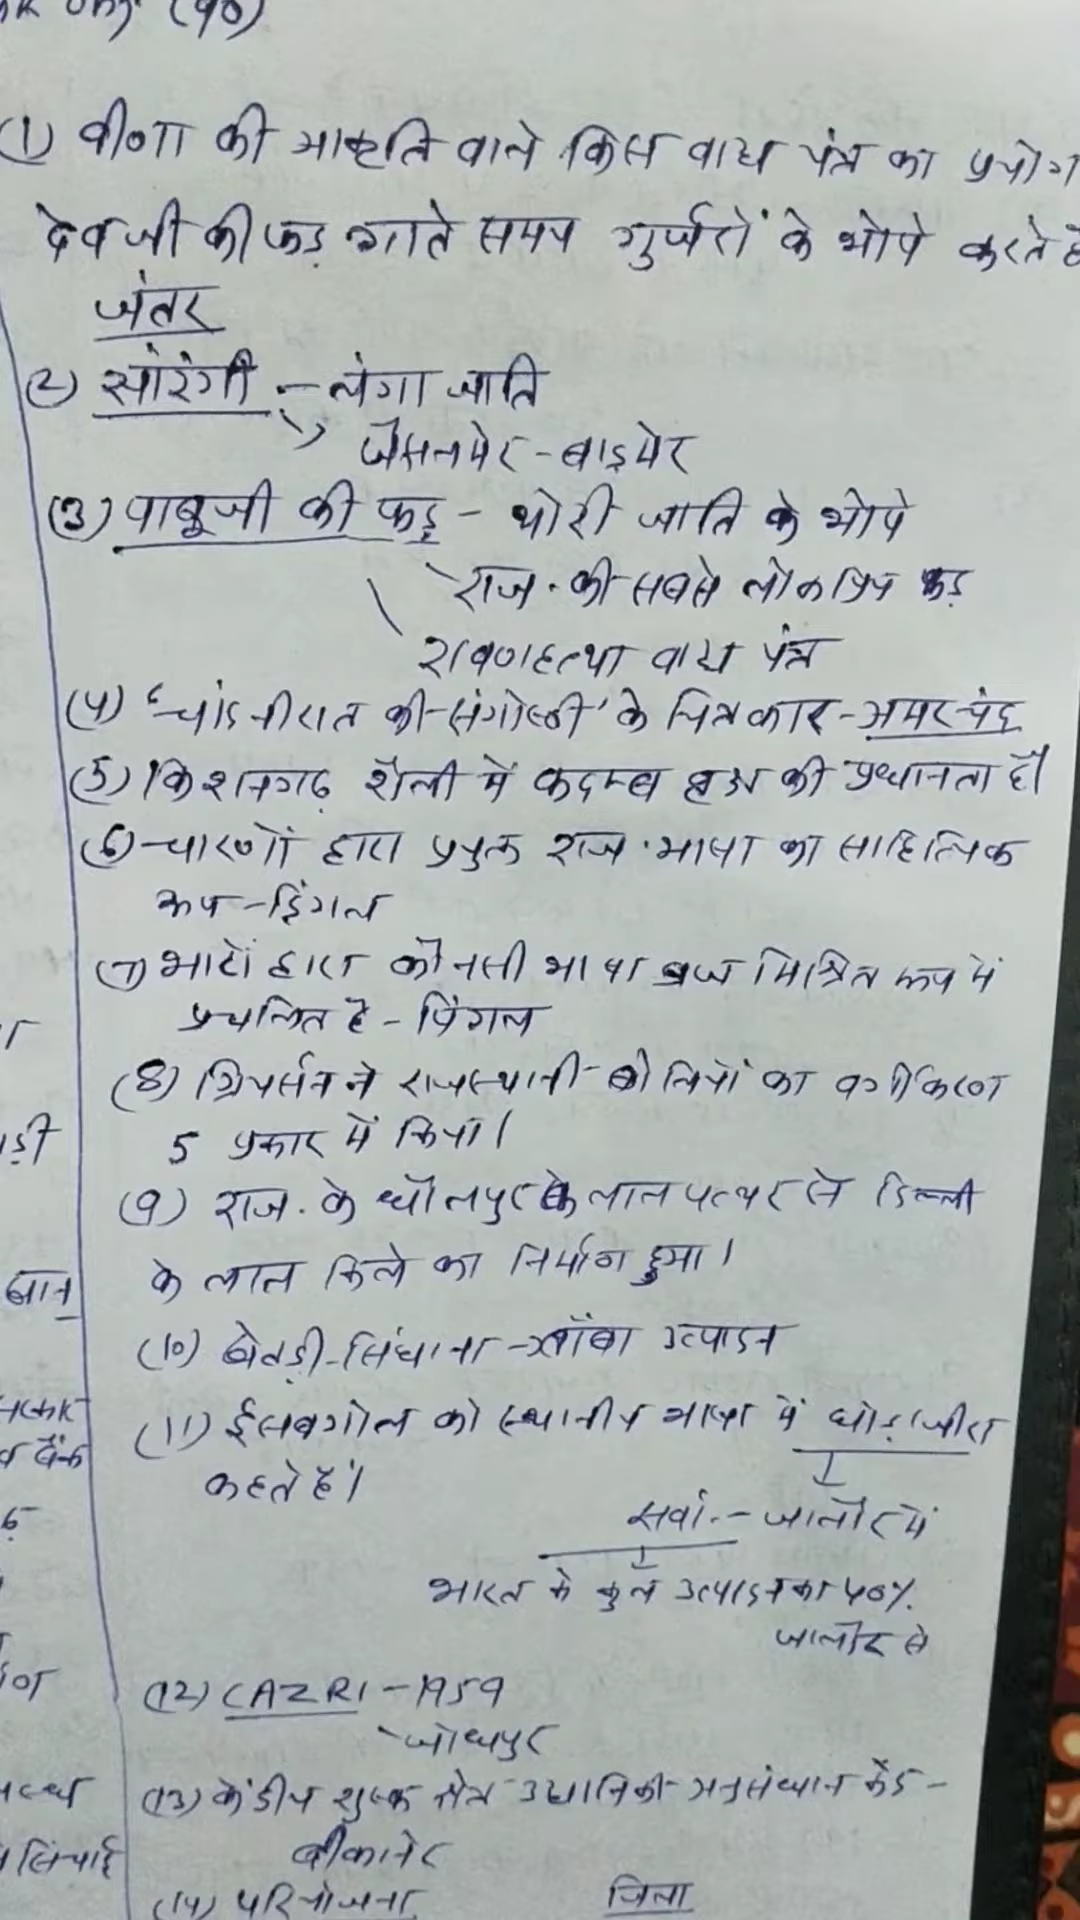 (90)
(1) वीणा की आकृति वाले किस वाद्य यंत्र का प्रयोग
देवजी की फड़ गाते समय गुर्जरों के भोपे करते है
जंतर
(2) सारंगी :- लंगा जाति
जैसलमेर - बाड़मेर
(3) पाबूजी की फड़ - थोरी जाति के भोपे
राज. की सबसे लोकप्रिय फड़
रावणहत्था वाद्य यंत्र
(4) 'चांदनीरात की संगोष्ठी' के चित्रकार - अमरचंद
(5) किशनगढ़ शैली में कदम्ब वृक्ष की प्रधानता है।
(6) चारणों द्वारा प्रयुक्त राज. भाषा का साहित्यिक
रूप - डिंगल
(7) भाटों द्वारा कौनसी भाषा ब्रज मिश्रित रूप में
प्रचलित है - पिंगल
(8) ग्रियर्सन ने राजस्थानी बोलियों का वर्गीकरण
5 प्रकार में किया।
(9) राज. के धौलपुर के लाल पत्थर से दिल्ली
के लाल किले का निर्माण हुआ।
(10) खेतड़ी-सिंघाना - तांबा उत्पादन
(11) ईसबगोल को स्थानीय भाषा में घोड़ाजीरा
कहते हैं।
सर्वा. - जालौर में
भारत के कुल उत्पादन का 40%
जालौर से
(12) CAZRI - 1959
जोधपुर
(13) केंद्रीय शुष्क क्षेत्र उद्यानिकी अनुसंधान केंद्र -
बीकानेर
(14) परियोजना जिला